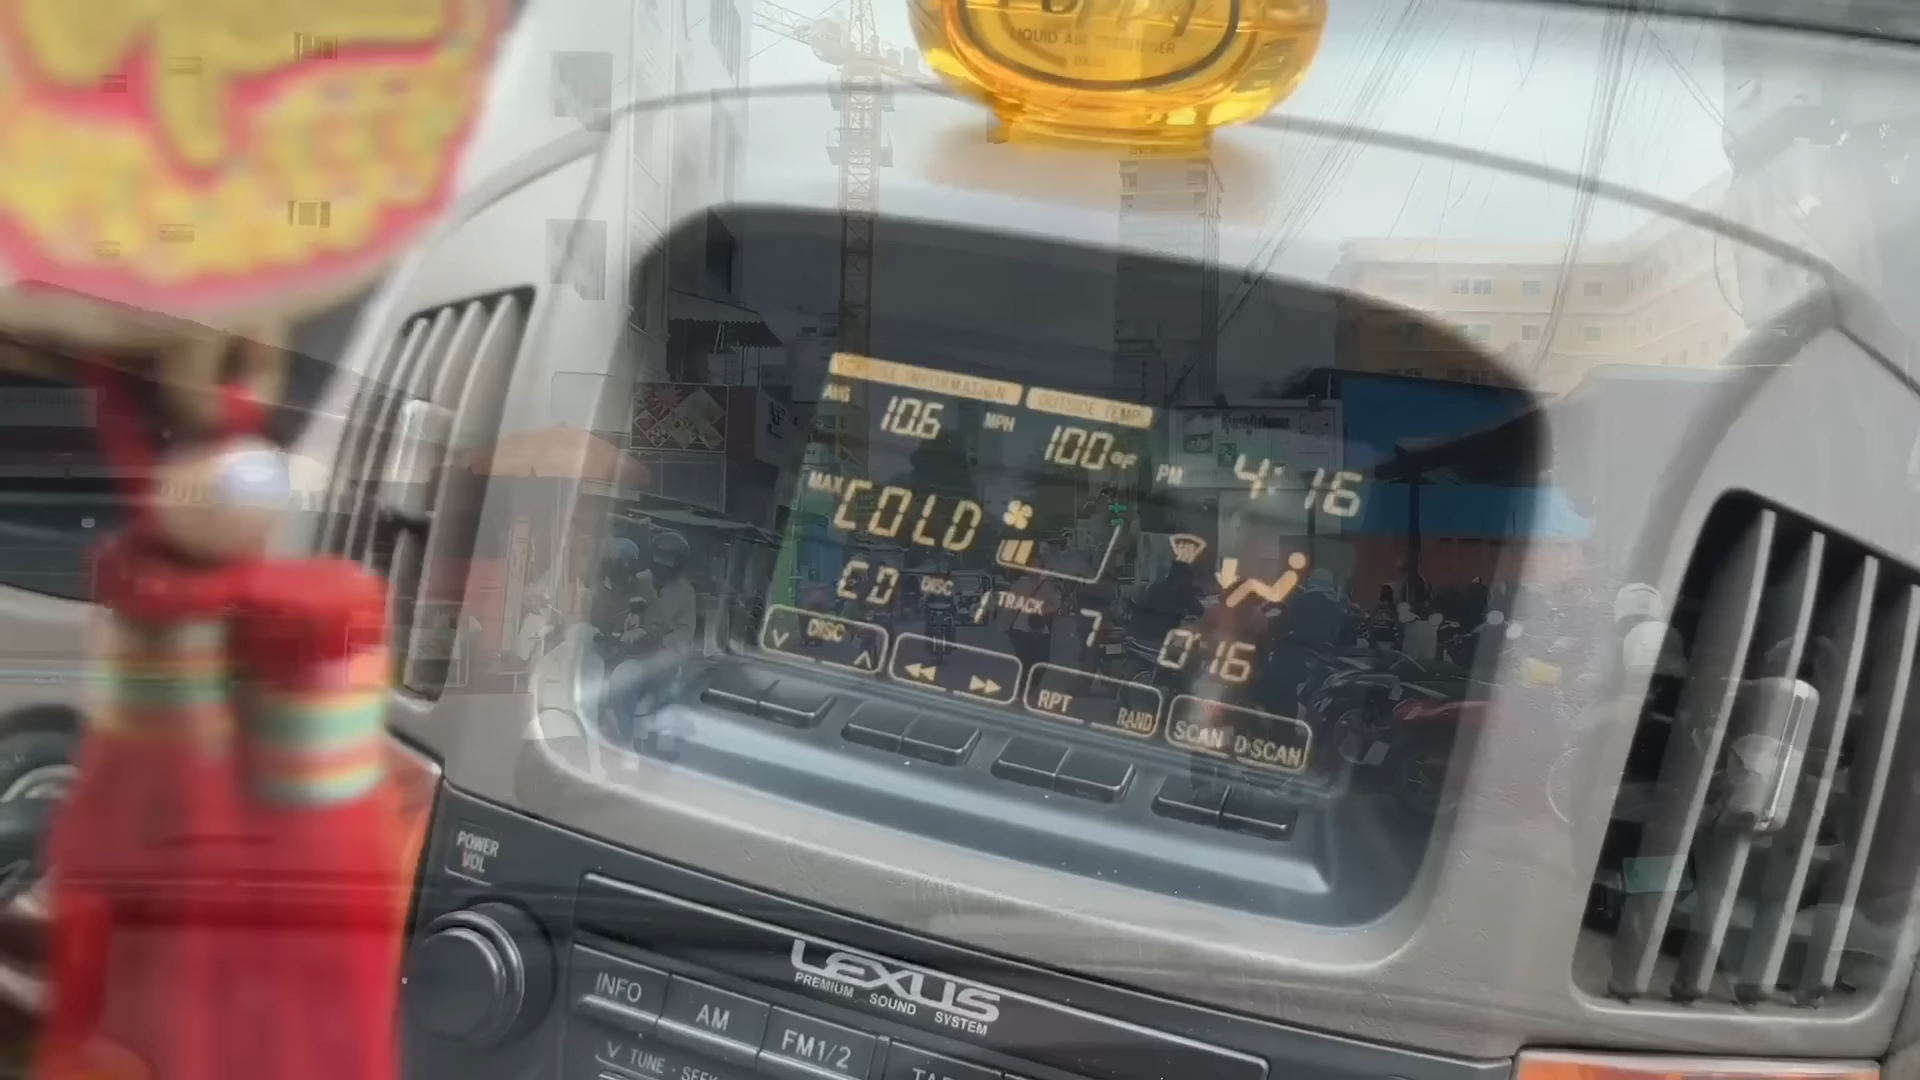 LIQUID AIR FRESHENER
CRUISE INFORMATION OUTSIDE TEMP
AVG 10.6 MPH 100°F PM 4:16
MAX COLD
CD DISC 1 TRACK 7 0'16
DISC
RPT RAND
SCAN D·SCAN
POWER
VOL
LEXUS
PREMIUM SOUND SYSTEM
INFO AM FM1/2
TUNE · SEEK